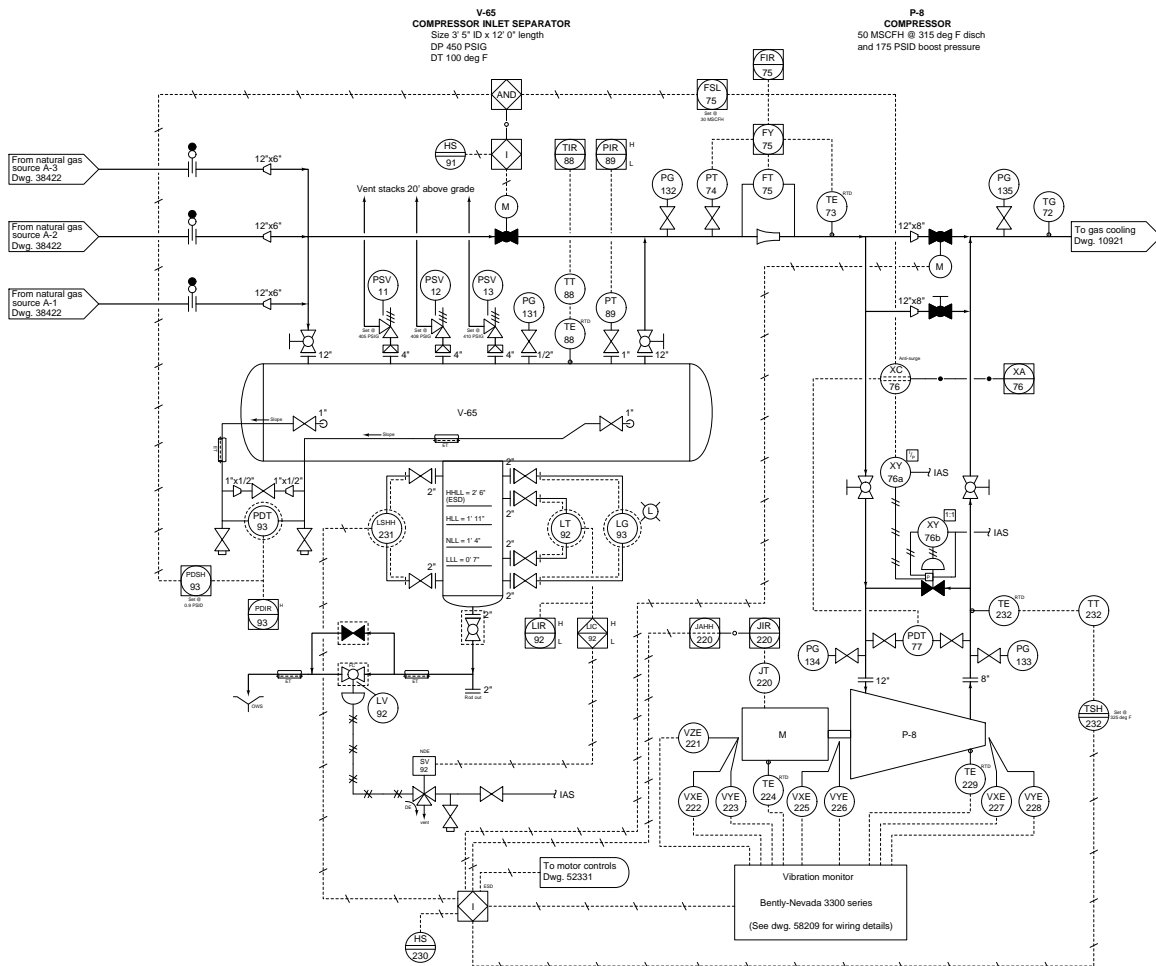 V-65
COMPRESSOR INLET SEPARATOR
Size 3' 5" ID x 12' 0" length
DP 450 PSIG
DT 100 deg F
P-8
COMPRESSOR
50 MSCFH @ 315 deg F disch
and 175 PSID boost pressure
FIR
75
AND
FSL
75
Set @
30 MSCFH
FY
75
HS
91
I
TIR
88
PIR
89
H
L
From natural gas
source A-3
Dwg. 38422
12"x6"
Vent stacks 20' above grade
M
PG
132
PT
74
FT
75
TE
73
RTD
PG
135
TG
72
From natural gas
source A-2
Dwg. 38422
12"x6"
12"x8"
To gas cooling
Dwg. 10921
M
From natural gas
source A-1
Dwg. 38422
12"x6"
PSV
11
PSV
12
PSV
13
PG
131
TT
88
TE
88
RTD
PT
89
12"x8"
Set @
405 PSIG
Set @
408 PSIG
Set @
410 PSIG
12"
4"
4"
4"
1/2"
1"
12"
Anti-surge
XC
76
XA
76
V-65
1"
1"
Slope
Slope
ET
ET
XY
76a
I/P
IAS
1"x1/2"
1"x1/2"
PDT
93
2"
2"
2"
2"
2"
2"
HHLL = 2' 6"
(ESD)
HLL = 1' 11"
NLL = 1' 4"
LLL = 0' 7"
LSHH
231
LT
92
LG
93
L
XY
76b
1:1
IAS
P
PDSH
93
Set @
0.9 PSID
PDIR
93
H
2"
LIR
92
H
L
LIC
92
H
L
JAHH
220
JIR
220
TE
232
RTD
TT
232
PDT
77
PG
134
PG
133
JT
220
12"
8"
FC
ET
ET
OWS
LV
92
2"
Rod out
TSH
232
Set @
325 deg F
VZE
221
M
P-8
NDE
SV
92
DE
vent
IAS
TE
224
RTD
TE
229
RTD
VXE
222
VYE
223
VXE
225
VYE
226
VXE
227
VYE
228
To motor controls
Dwg. 52331
ESD
I
Vibration monitor
Bently-Nevada 3300 series
(See dwg. 58209 for wiring details)
HS
230